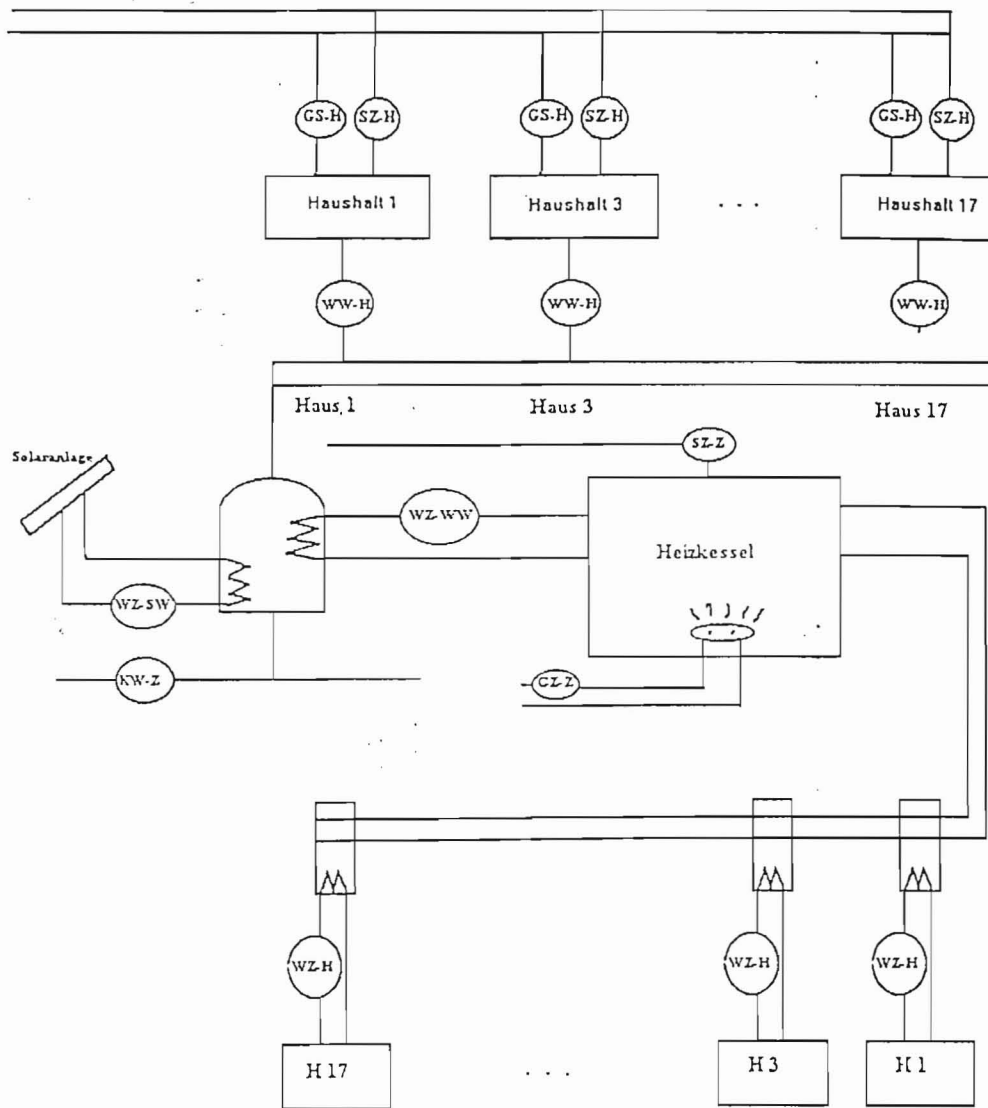 GS-H SZ-H GS-H SZ-H GS-H SZ-H
Haushalt 1 Haushalt 3 . . . Haushalt 17
WW-H WW-H WW-H
Haus 1 Haus 3 Haus 17
SZ-Z
Solaranlage
WZ-WW
Heizkessel
WZ-SW
KW-Z
GZ-Z
WZ-H WZ-H WZ-H
H 17 . . . H 3 H 1